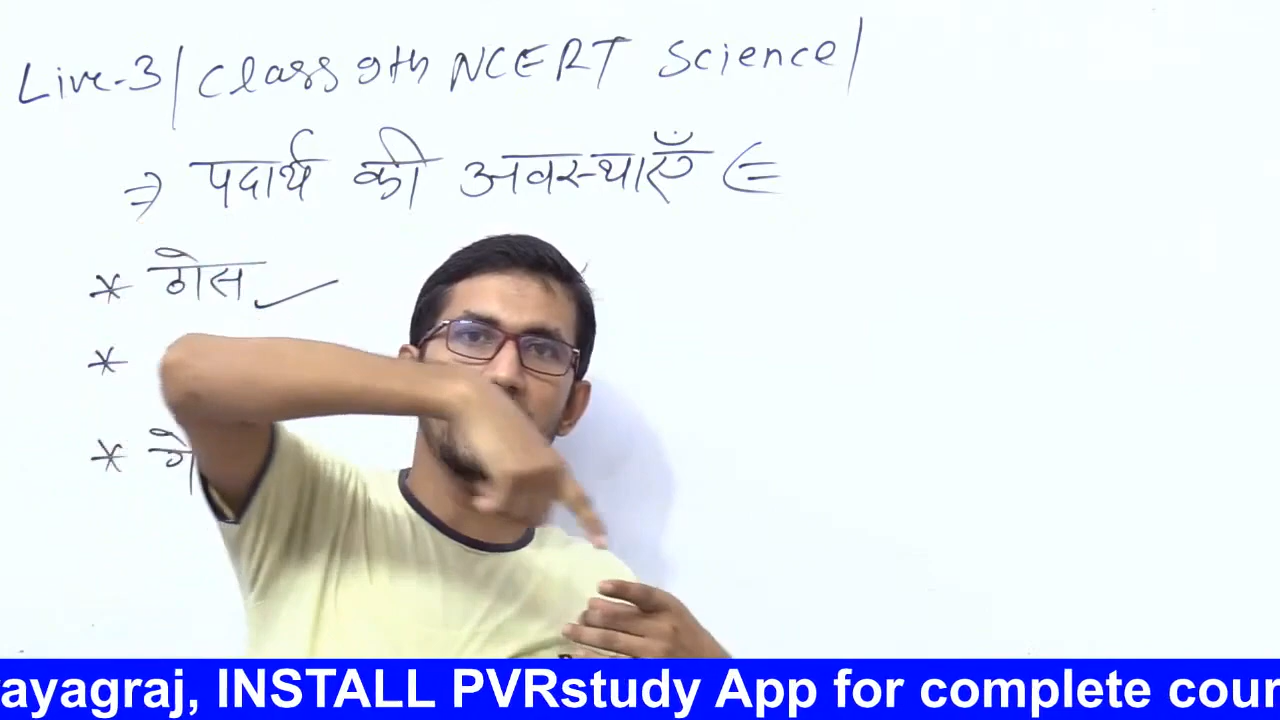 Live-3/Class 9th NCERT Science/
⇒ पदार्थ की अवस्थाएँ ⇐
* गैस ✓
*
* गै
ayagraj, INSTALL PVRstudy App for complete cour